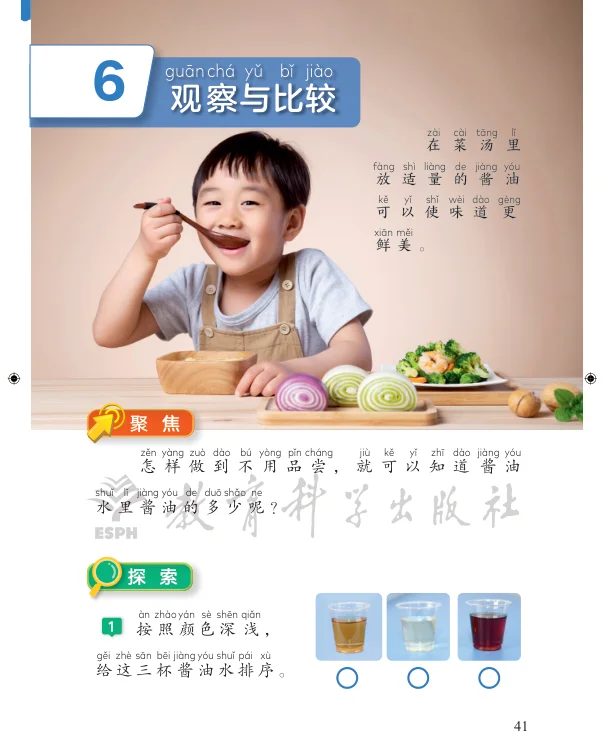 6
guān chá yǔ bǐ jiào
观察与比较
zài cài tāng lǐ
在菜汤里
fàng shì liàng de jiàng yóu
放适量的酱油
kě yǐ shǐ wèi dào gèng
可以使味道更
xiān měi
鲜美。
聚焦
zěn yàng zuò dào bú yòng pǐn cháng jiù kě yǐ zhī dào jiàng yóu
怎样做到不用品尝，就可以知道酱油
shuǐ lǐ jiàng yóu de duō shǎo ne
水里酱油的多少呢？
ESPH 教育科学出版社
探索
àn zhào yán sè shēn qiǎn
1 按照颜色深浅，
gěi zhè sān bēi jiàng yóu shuǐ pái xù
给这三杯酱油水排序。
41